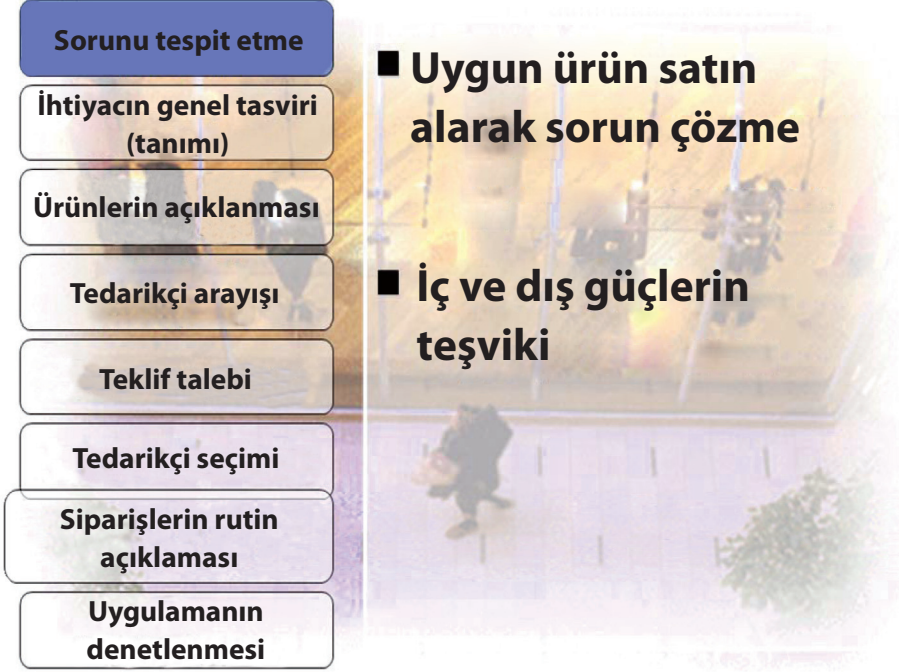 Sorunu tespit etme
İhtiyacın genel tasviri
(tanımı)
Ürünlerin açıklanması
Tedarikçi arayışı
Teklif talebi
Tedarikçi seçimi
Siparişlerin rutin
açıklaması
Uygulamanın
denetlenmesi
■ Uygun ürün satın
alarak sorun çözme
■ İç ve dış güçlerin
teşviki